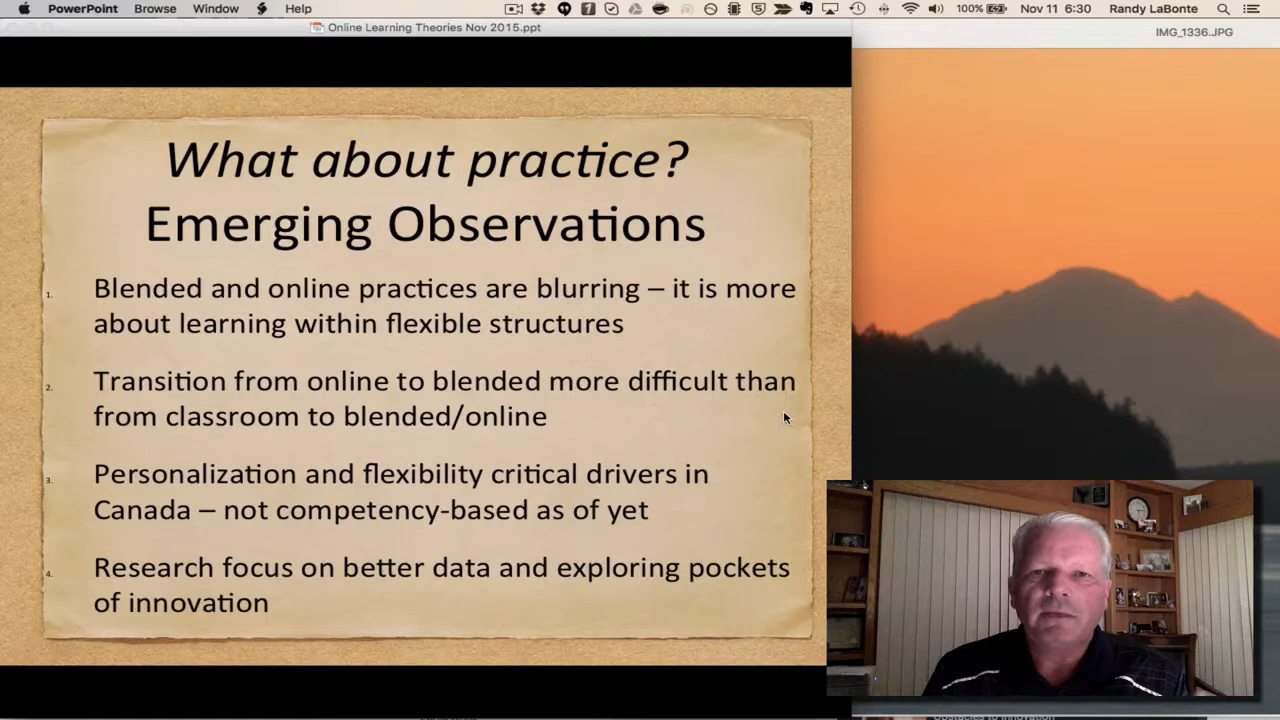 PowerPoint Browse Window Help 100% Nov 11 6:30 Randy LaBonte
Online Learning Theories Nov 2015.ppt
IMG_1336.JPG
What about practice?
Emerging Observations
1. Blended and online practices are blurring – it is more
about learning within flexible structures
2. Transition from online to blended more difficult than
from classroom to blended/online
3. Personalization and flexibility critical drivers in
Canada – not competency-based as of yet
4. Research focus on better data and exploring pockets
of innovation
Obstacles to Innovation